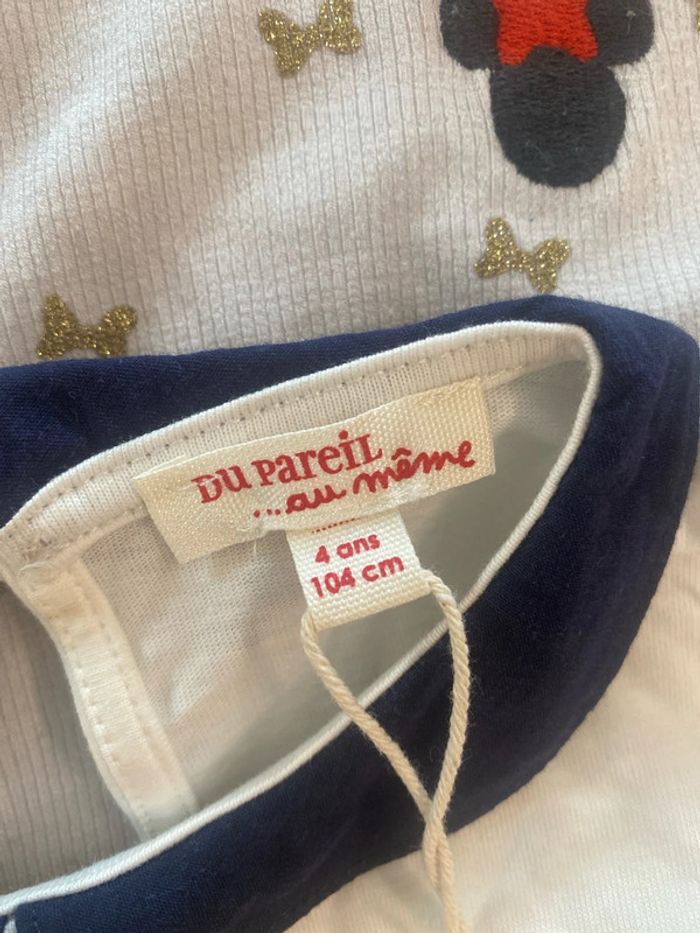 DU PAREIL
...au même
4 ans
104 cm